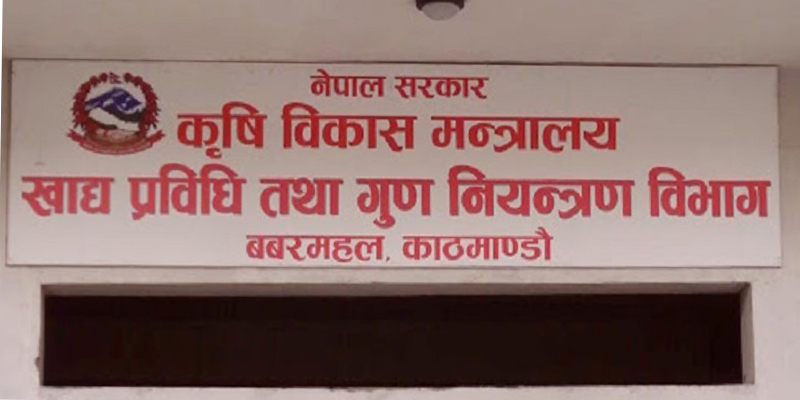 नेपाल सरकार
कृषि विकास मन्त्रालय
खाद्य प्रविधि तथा गुण नियन्त्रण विभाग
बबरमहल, काठमाण्डौ